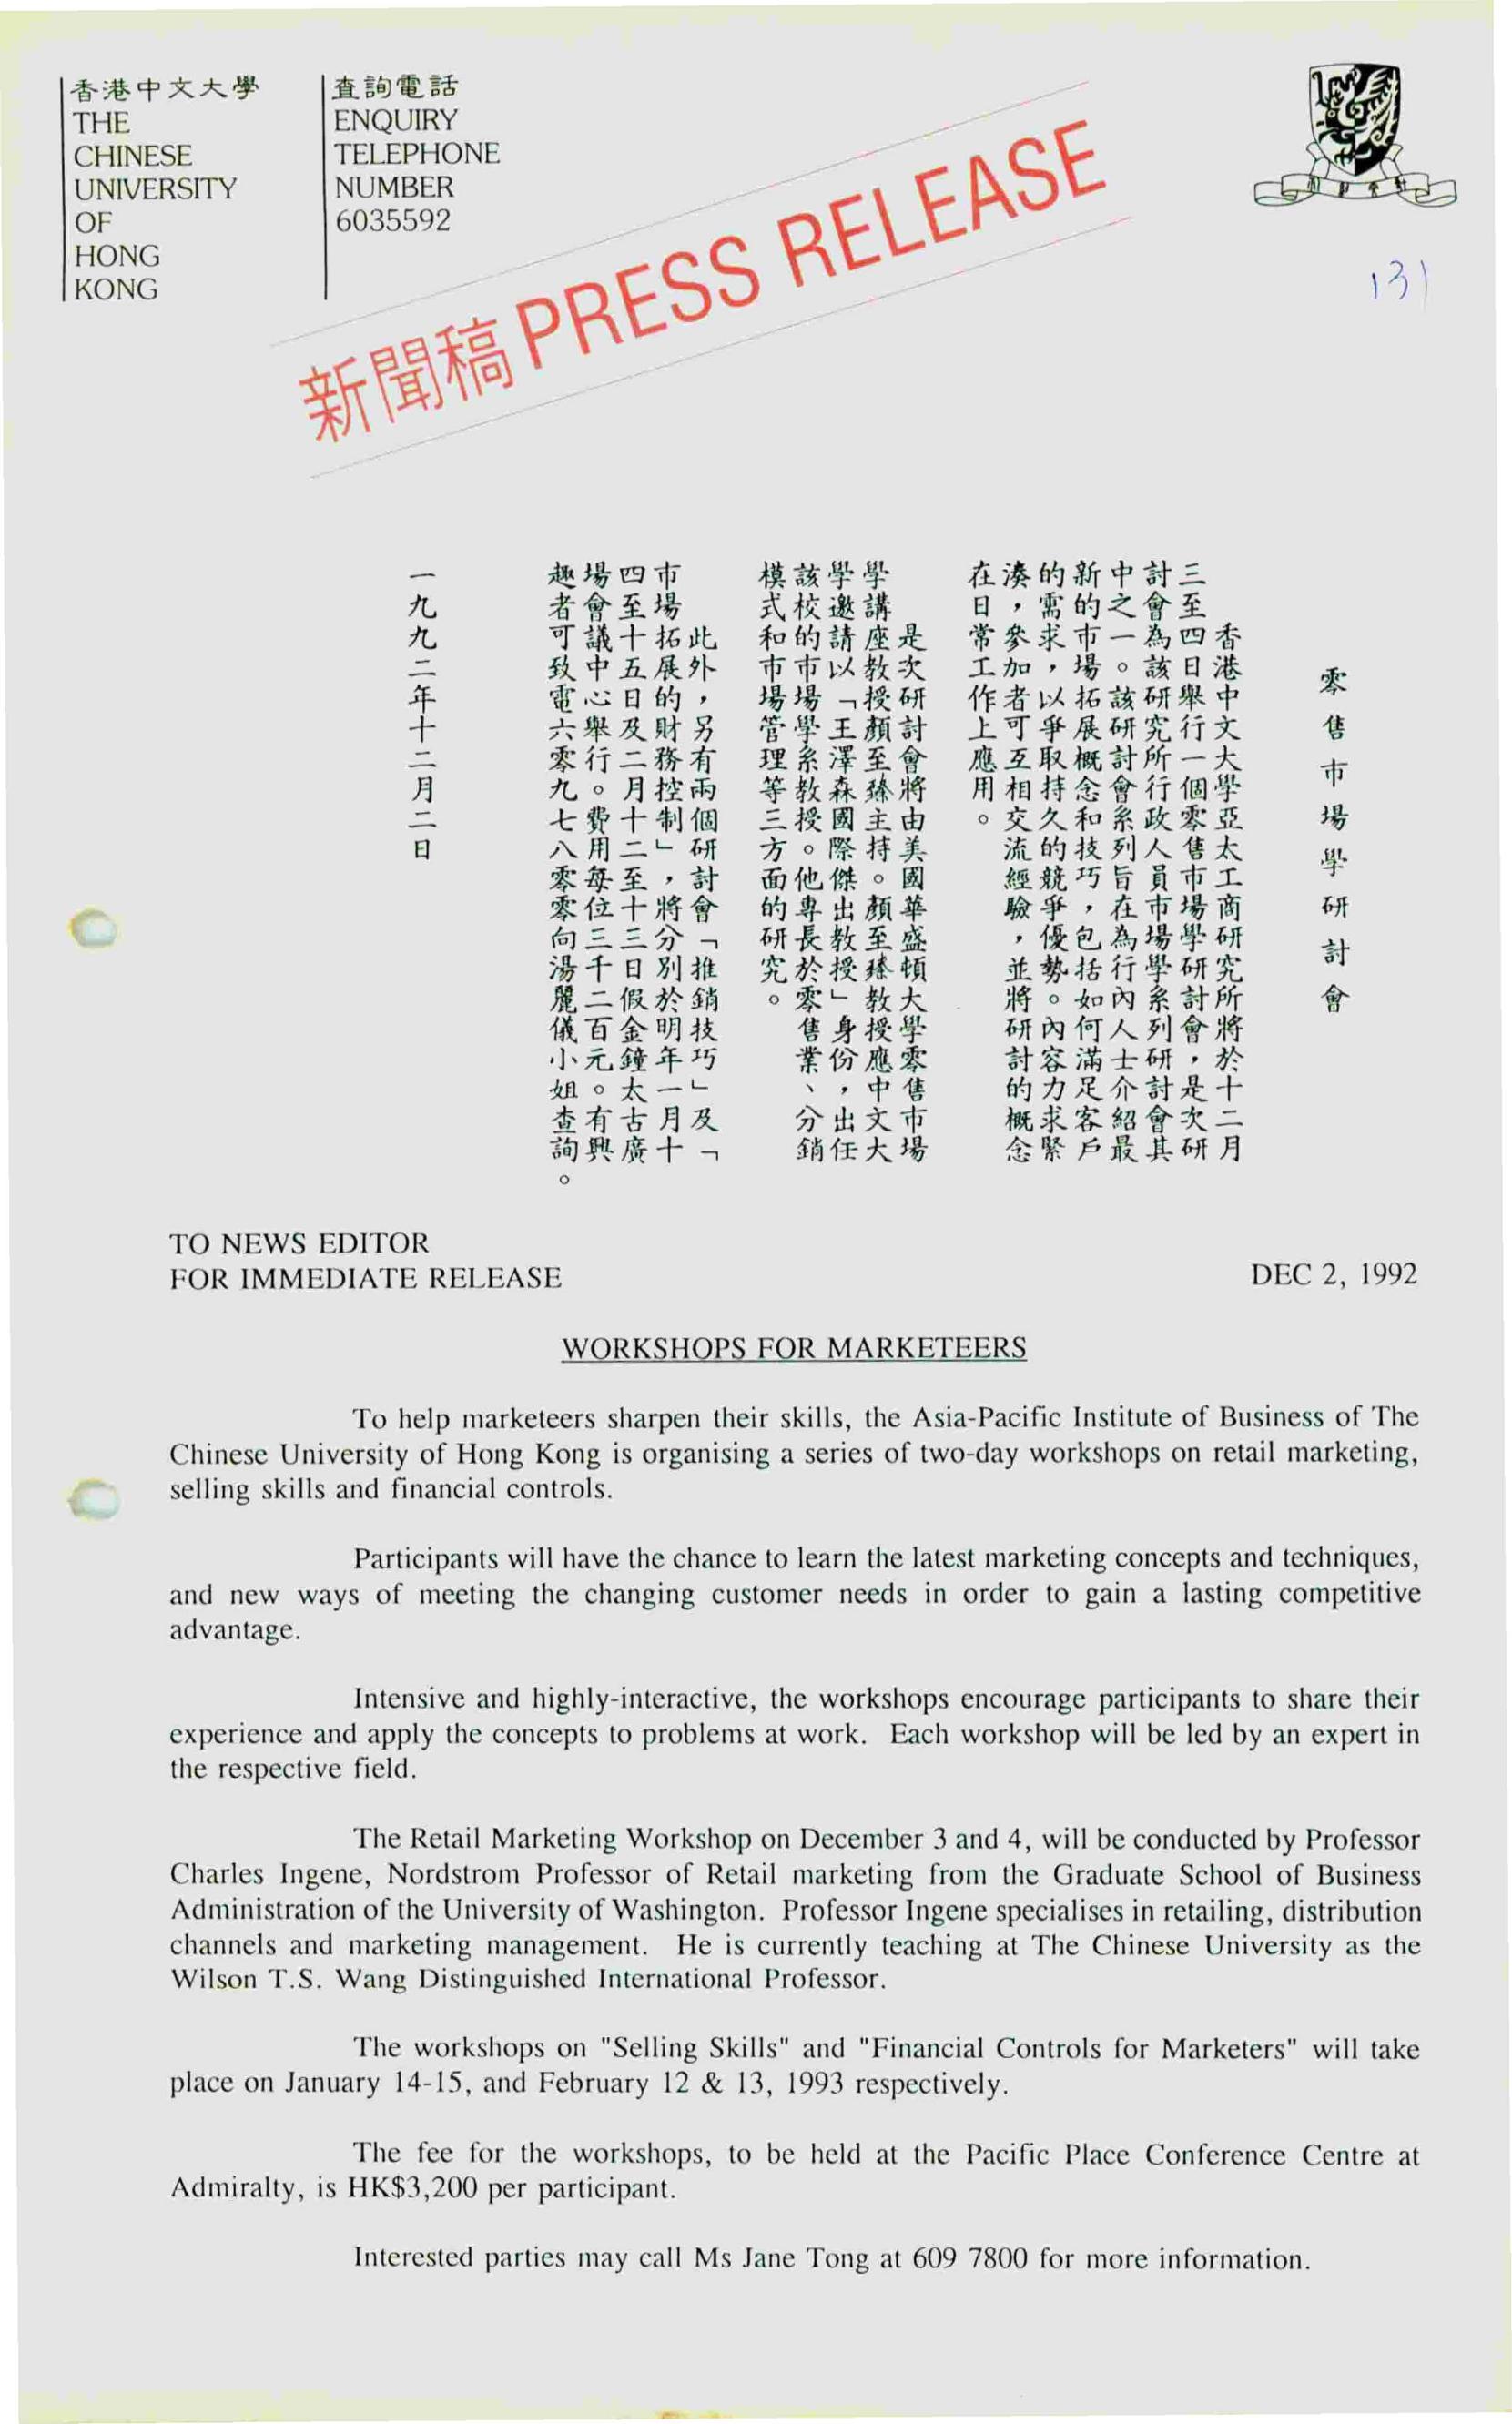 香港中文大學
THE
CHINESE
UNIVERSITY
OF
HONG
KONG
查詢電話
ENQUIRY
TELEPHONE
NUMBER
6035592
新聞稿 PRESS RELEASE
131
零售市場學研討會
香港中文大學亞太工商研究所將於十二月
三至四日舉行一個零售市場學研討會，是次研
討會為該研究所行政人員市場學系列研討會其
中之一。該研討會系列旨在為行內人士介紹最
新的市場拓展概念和技巧，包括如何滿足客戶
的需求，以爭取持久的競爭優勢。內容力求緊
湊，參加者可互相交流經驗，並將研討的概念
在日常工作上應用。
是次研討會將由美國華盛頓大學零售市場
學講座教授顏至臻主持。顏至臻教授應中文大
學邀請以「王澤森國際傑出教授」身份，出任
該校的市場學系教授。他專長於零售業、分銷
模式和市場管理等三方面的研究。
此外，另有兩個研討會「推銷技巧」及「
市場拓展的財務控制」，將分別於明年一月十
四至十五日及二月十二至十三日假金鐘太古廣
場會議中心舉行。費用每位三千二百元。有興
趣者可致電六零九七八零零向湯麗儀小姐查詢。
一九九二年十二月二日
TO NEWS EDITOR
FOR IMMEDIATE RELEASE
DEC 2, 1992
WORKSHOPS FOR MARKETEERS
To help marketeers sharpen their skills, the Asia-Pacific Institute of Business of The
Chinese University of Hong Kong is organising a series of two-day workshops on retail marketing,
selling skills and financial controls.
Participants will have the chance to learn the latest marketing concepts and techniques,
and new ways of meeting the changing customer needs in order to gain a lasting competitive
advantage.
Intensive and highly-interactive, the workshops encourage participants to share their
experience and apply the concepts to problems at work. Each workshop will be led by an expert in
the respective field.
The Retail Marketing Workshop on December 3 and 4, will be conducted by Professor
Charles Ingene, Nordstrom Professor of Retail marketing from the Graduate School of Business
Administration of the University of Washington. Professor Ingene specialises in retailing, distribution
channels and marketing management. He is currently teaching at The Chinese University as the
Wilson T.S. Wang Distinguished International Professor.
The workshops on "Selling Skills" and "Financial Controls for Marketers" will take
place on January 14-15, and February 12 & 13, 1993 respectively.
The fee for the workshops, to be held at the Pacific Place Conference Centre at
Admiralty, is HK$3,200 per participant.
Interested parties may call Ms Jane Tong at 609 7800 for more information.